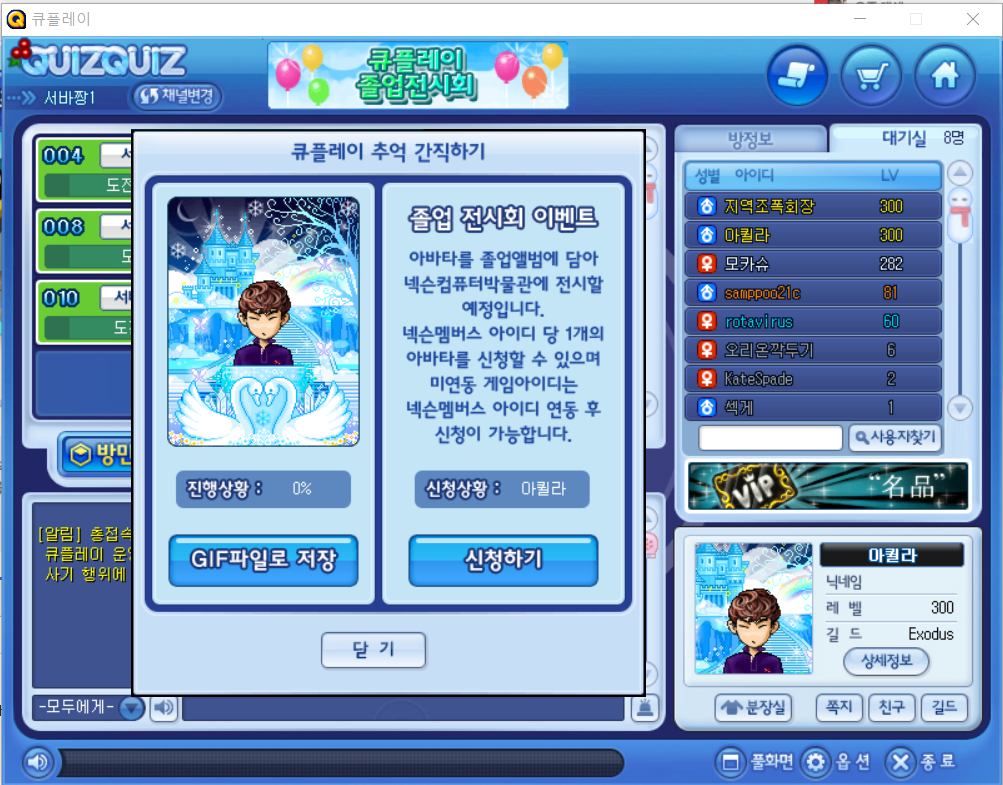 큐플레이
QUIZQUIZ
큐플레이
졸업전시회
서바짱1
채널변경
004
도전
008
010
방만
[알림] 총접속
큐플레이 운영
사기 행위에
-모두에게-
큐플레이 추억 간직하기
진행상황 : 0%
GIF파일로 저장
졸업 전시회 이벤트
아바타를 졸업앨범에 담아
넥슨컴퓨터박물관에 전시할
예정입니다.
넥슨멤버스 아이디 당 1개의
아바타를 신청할 수 있으며
미연동 게임아이디는
넥슨멤버스 아이디 연동 후
신청이 가능합니다.
신청상황 : 아퀼라
신청하기
닫 기
방정보
대기실 8명
성별 아이디 LV
지역조폭회장 300
아퀼라 300
모카슈 282
samppoo21c 81
rotavirus 60
오리온깍두기 6
KateSpade 2
섹게 1
사용자찾기
VIP "名品"
아퀼라
닉네임
레 벨 300
길 드 Exodus
상세정보
분장실
쪽지
친구
길드
풀화면
옵 션
종 료